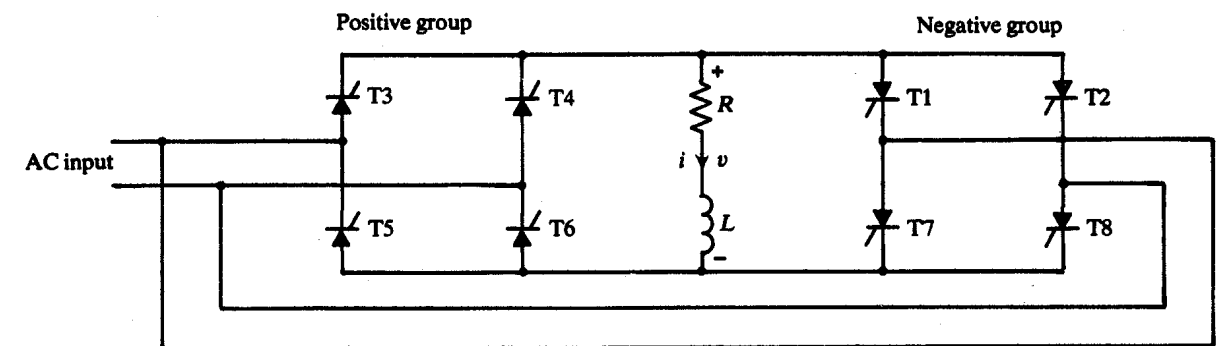 Positive group
Negative group
T3
T4
+
R
T1
T2
AC input
i
v
T5
T6
L
T7
T8
−